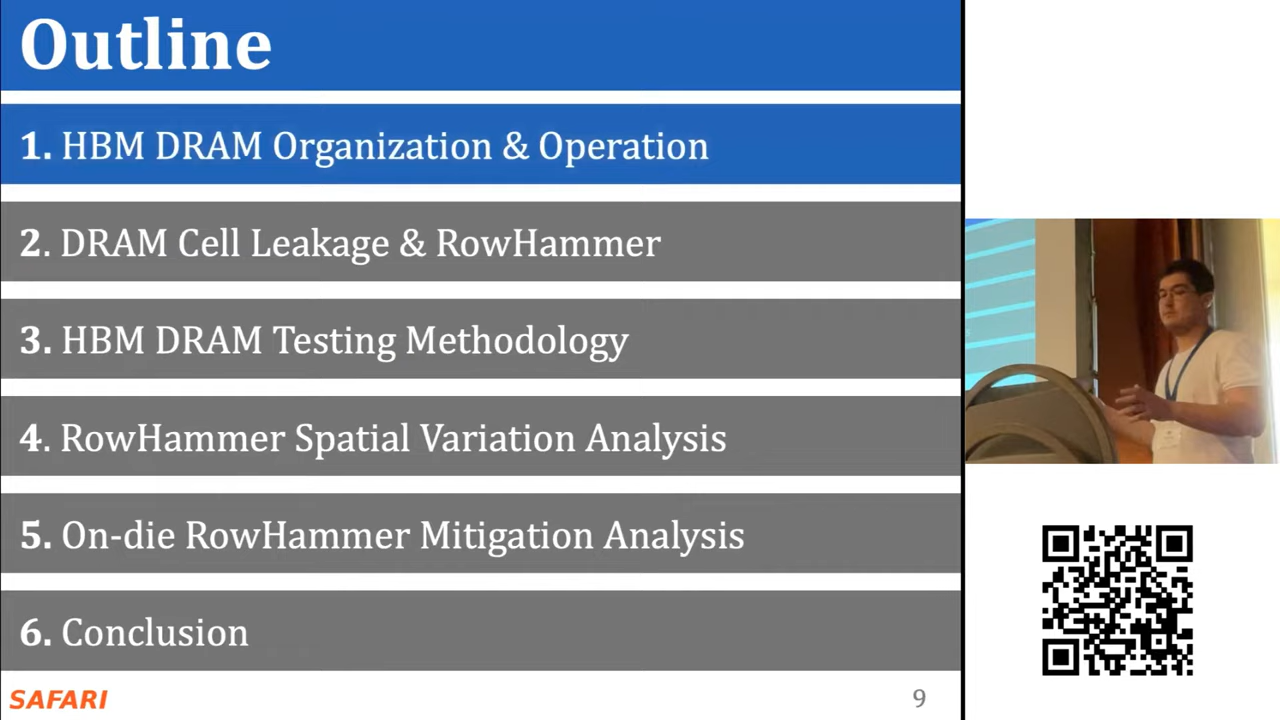 Outline
1. HBM DRAM Organization & Operation
2. DRAM Cell Leakage & RowHammer
3. HBM DRAM Testing Methodology
4. RowHammer Spatial Variation Analysis
5. On-die RowHammer Mitigation Analysis
6. Conclusion
SAFARI
9